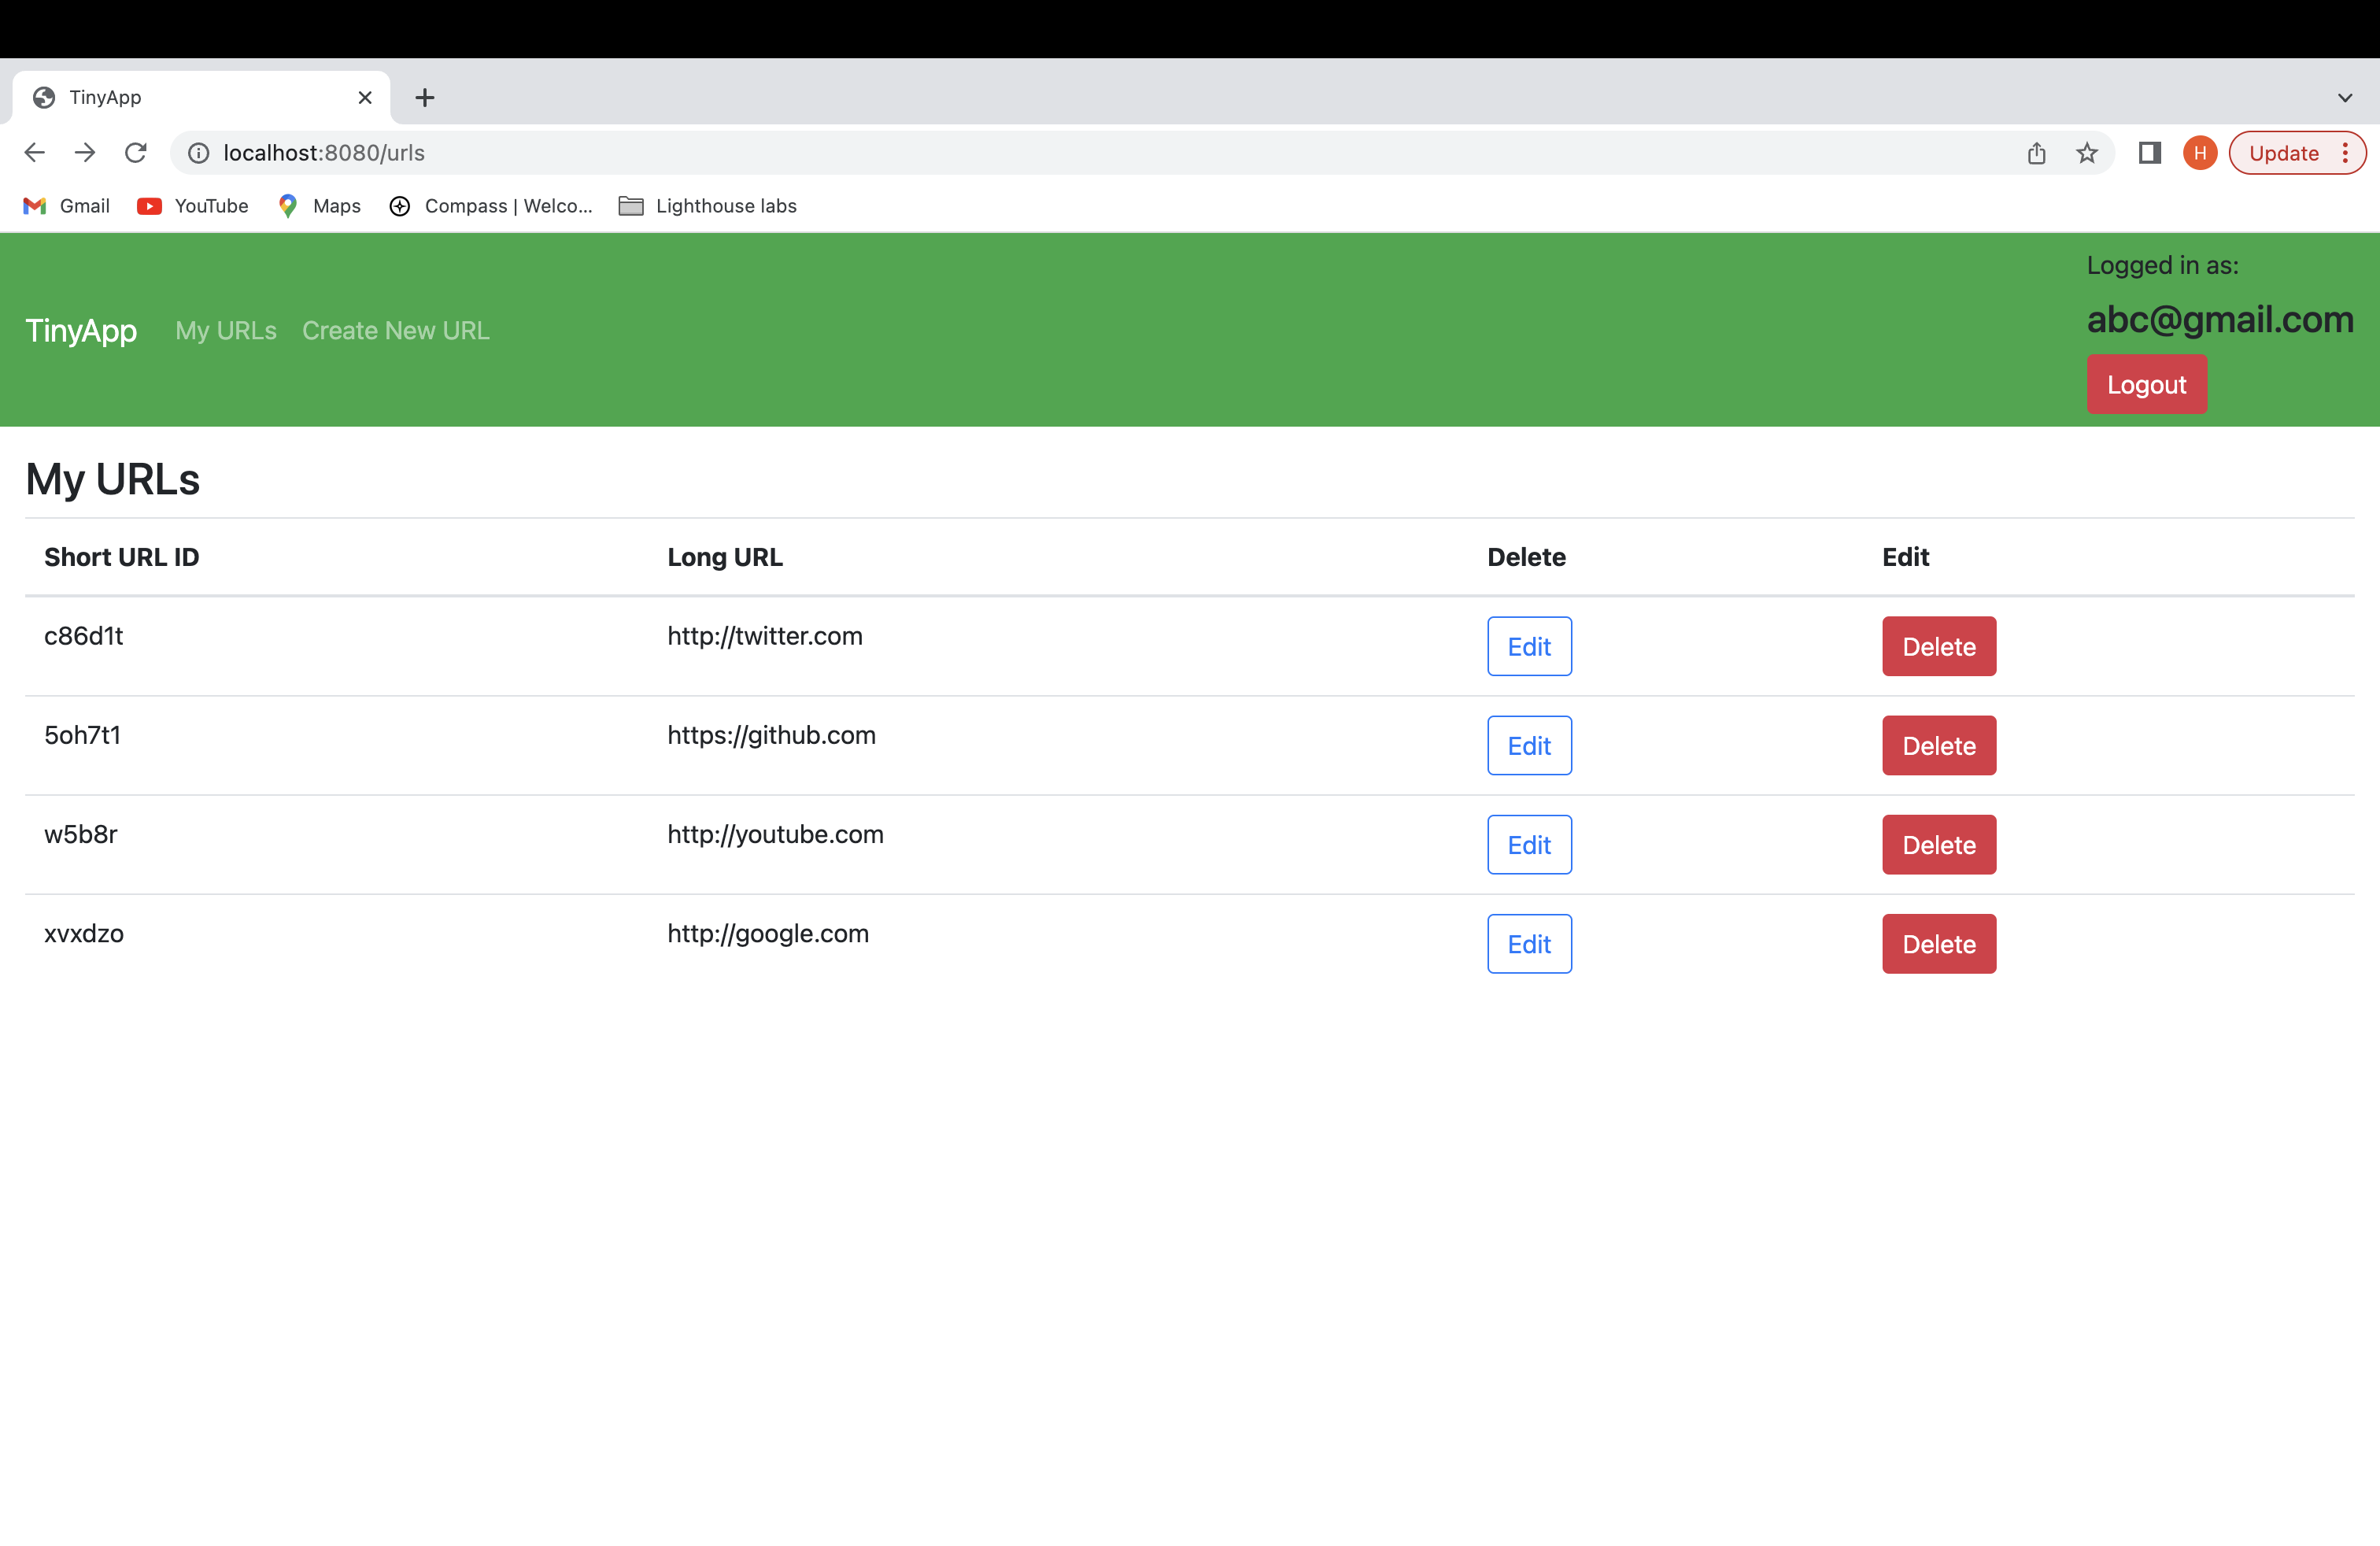 TinyApp
localhost:8080/urls
H
Update
Gmail YouTube Maps Compass | Welco... Lighthouse labs
Logged in as:
abc@gmail.com
Logout
TinyApp My URLs Create New URL
My URLs
Short URL ID Long URL Delete Edit
c86d1t http://twitter.com Edit Delete
5oh7t1 https://github.com Edit Delete
w5b8r http://youtube.com Edit Delete
xvxdzo http://google.com Edit Delete